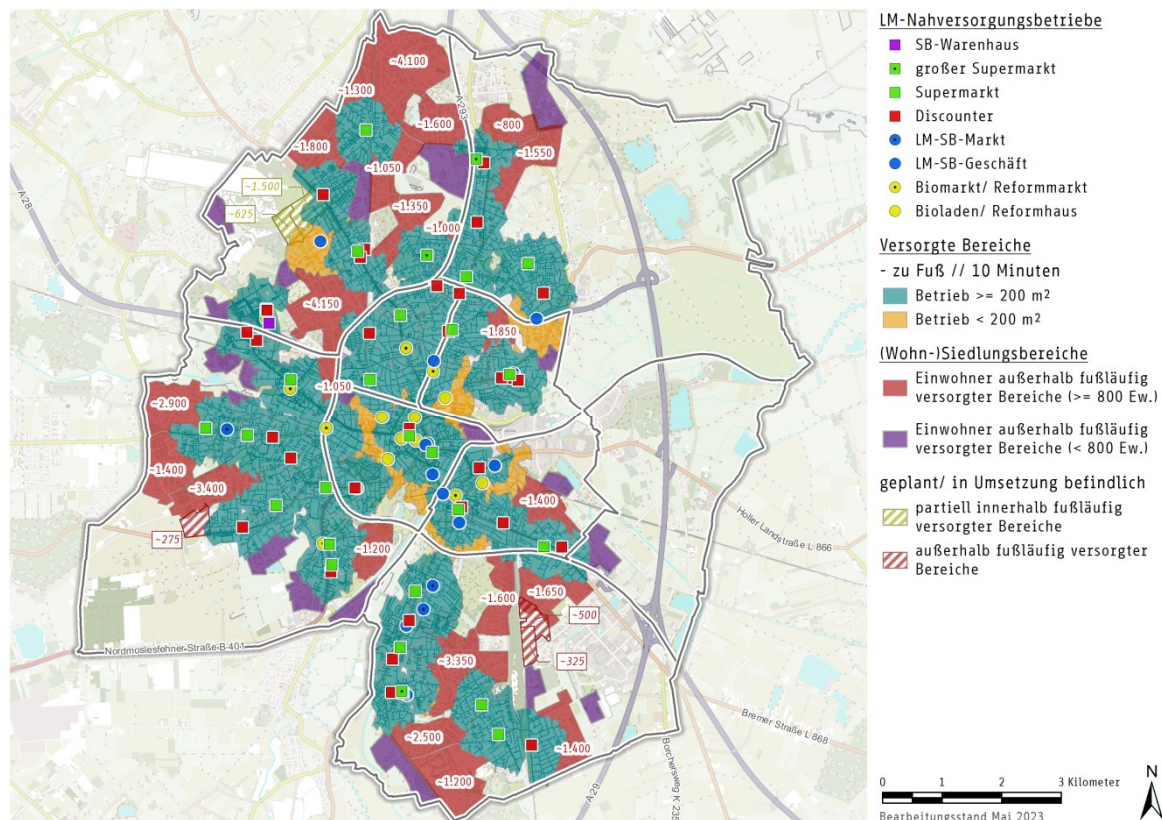 LM-Nahversorgungsbetriebe
SB-Warenhaus
großer Supermarkt
Supermarkt
Discounter
LM-SB-Markt
LM-SB-Geschäft
Biomarkt/ Reformmarkt
Bioladen/ Reformhaus
Versorgte Bereiche
- zu Fuß // 10 Minuten
Betrieb >= 200 m²
Betrieb < 200 m²
(Wohn-)Siedlungsbereiche
Einwohner außerhalb fußläufig
versorgter Bereiche (>= 800 Ew.)
Einwohner außerhalb fußläufig
versorgter Bereiche (< 800 Ew.)
geplant/ in Umsetzung befindlich
partiell innerhalb fußläufig
versorgter Bereiche
außerhalb fußläufig versorgter
Bereiche
0 1 2 3 Kilometer
N
Bearbeitungsstand Mai 2023
~4.100
~1.300
A 293
~1.600
~800
~1.800
~1.550
~1.050
~1.500
~1.350
~625
~1.000
A 28
~4.150
~1.850
~1.050
~2.900
~1.400
~3.400
~1.400
Holler Landstraße L 866
~275
~1.200
~1.650
~1.600
~500
Nordmoslesfehner Straße B 401
~325
~3.350
Bremer Straße L 868
~2.500
~1.400
~1.200
A 29
Borchersweg K 235